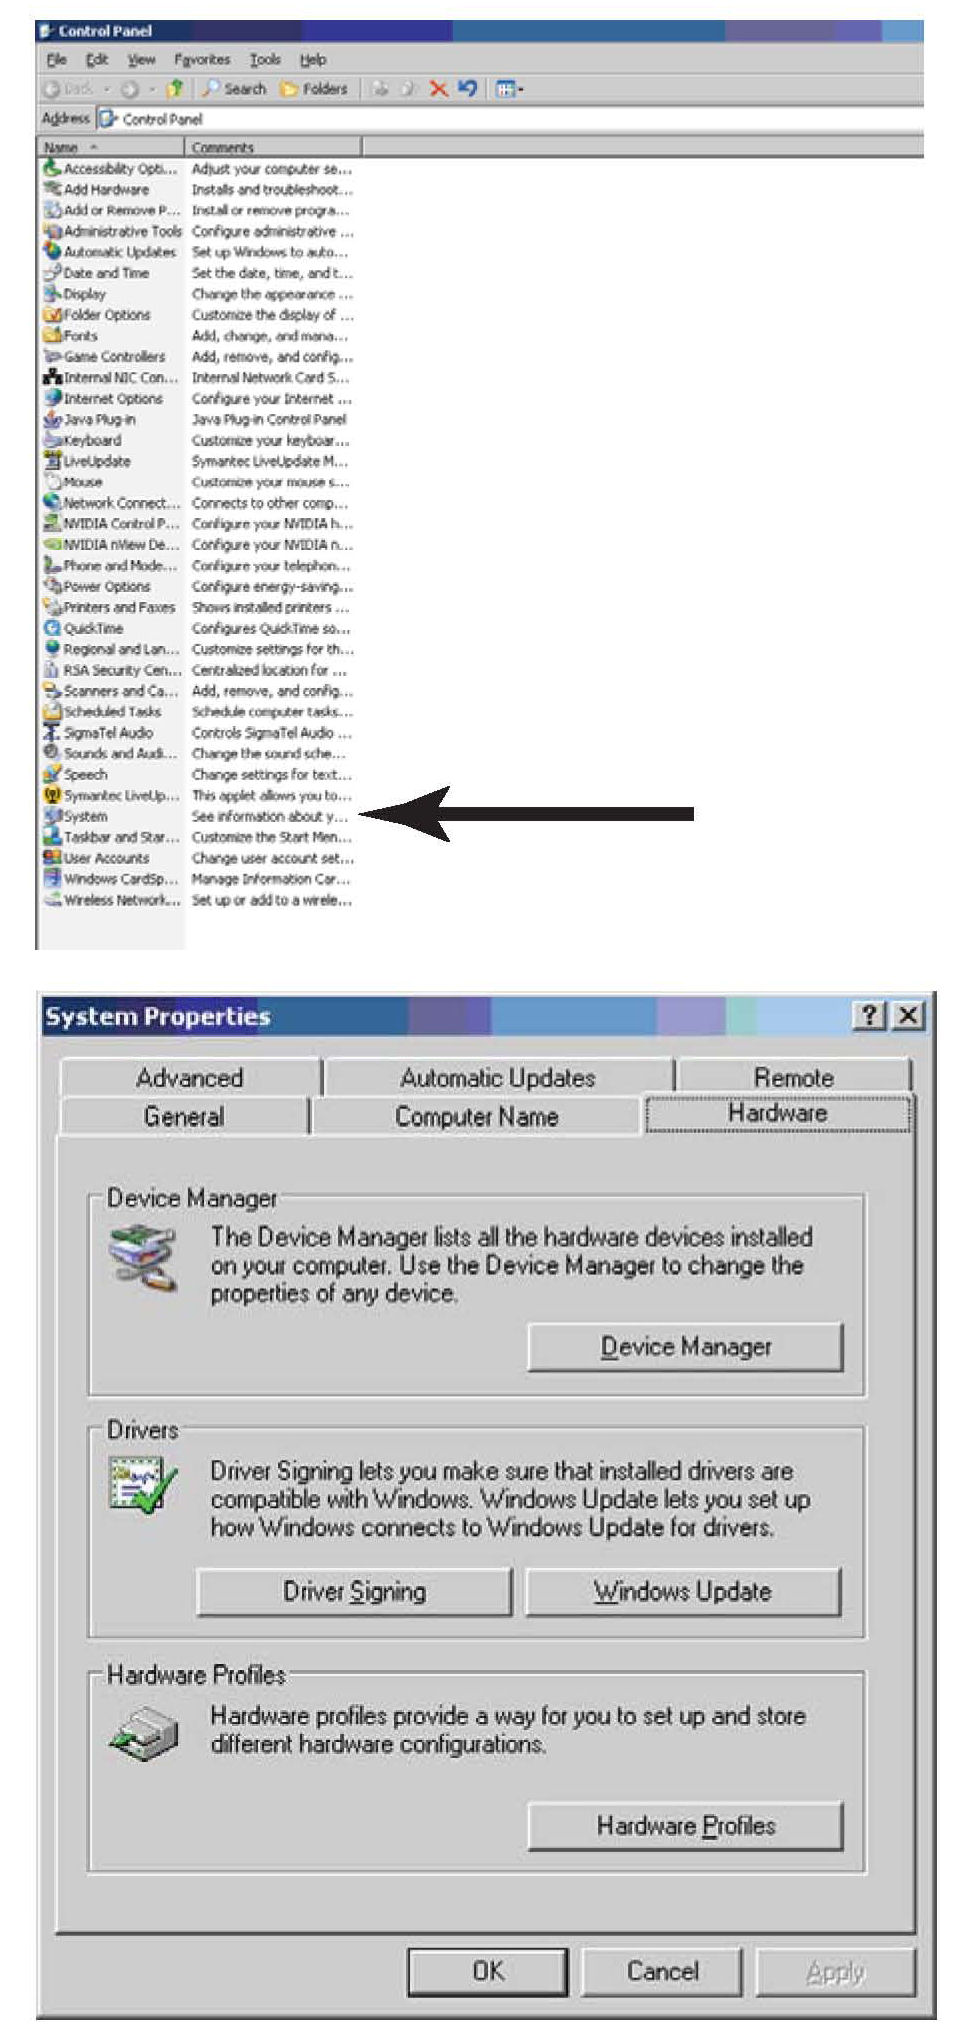 Control Panel
File Edit View Favorites Tools Help
Back Search Folders
Address Control Panel
Name Comments
Accessibility Opti... Adjust your computer se...
Add Hardware Installs and troubleshoot...
Add or Remove P... Install or remove progra...
Administrative Tools Configure administrative ...
Automatic Updates Set up Windows to auto...
Date and Time Set the date, time, and t...
Display Change the appearance ...
Folder Options Customize the display of ...
Fonts Add, change, and mana...
Game Controllers Add, remove, and config...
Internal NIC Con... Internal Network Card S...
Internet Options Configure your Internet ...
Java Plug-in Java Plug-in Control Panel
Keyboard Customize your keyboar...
LiveUpdate Symantec LiveUpdate M...
Mouse Customize your mouse s...
Network Connect... Connects to other comp...
NVIDIA Control P... Configure your NVIDIA h...
NVIDIA nView De... Configure your NVIDIA n...
Phone and Mode... Configure your telephon...
Power Options Configure energy-saving...
Printers and Faxes Shows installed printers ...
QuickTime Configures QuickTime so...
Regional and Lan... Customize settings for th...
RSA Security Cen... Centralized location for ...
Scanners and Ca... Add, remove, and config...
Scheduled Tasks Schedule computer tasks...
SigmaTel Audio Controls SigmaTel Audio ...
Sounds and Audi... Change the sound sche...
Speech Change settings for text...
Symantec LiveUp... This applet allows you to...
System See information about y...
Taskbar and Star... Customize the Start Men...
User Accounts Change user account set...
Windows CardSp... Manage Information Car...
Wireless Network... Set up or add to a wirele...
System Properties
Advanced Automatic Updates Remote
General Computer Name Hardware
Device Manager
The Device Manager lists all the hardware devices installed
on your computer. Use the Device Manager to change the
properties of any device.
Device Manager
Drivers
Driver Signing lets you make sure that installed drivers are
compatible with Windows. Windows Update lets you set up
how Windows connects to Windows Update for drivers.
Driver Signing Windows Update
Hardware Profiles
Hardware profiles provide a way for you to set up and store
different hardware configurations.
Hardware Profiles
OK Cancel Apply